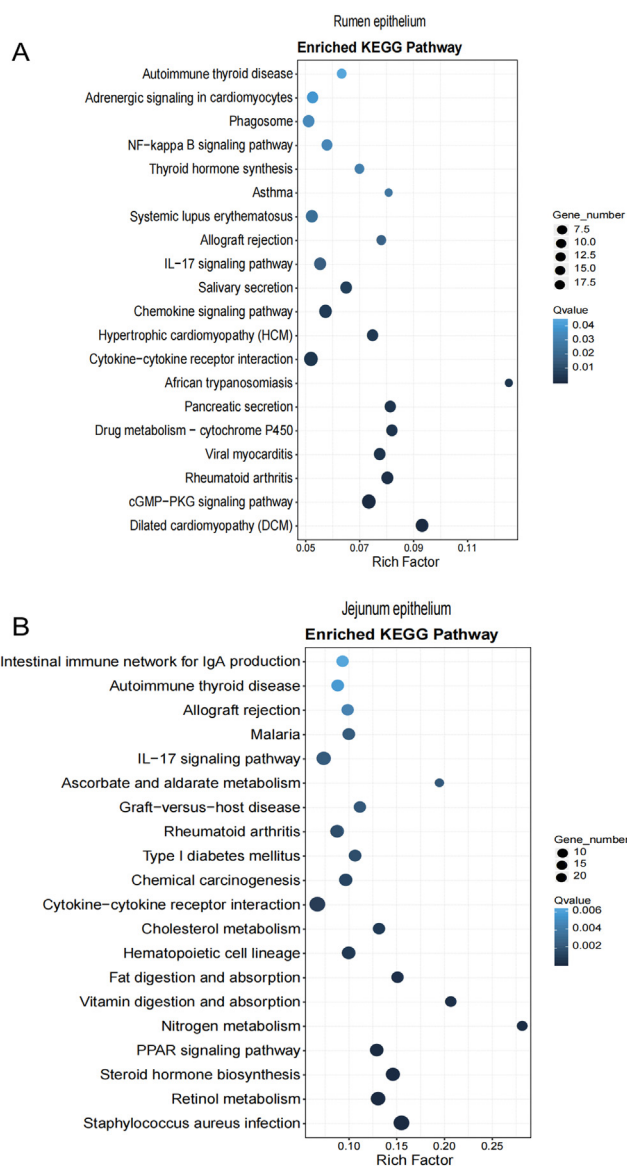 Rumen epithelium
A
Enriched KEGG Pathway
Autoimmune thyroid disease
Adrenergic signaling in cardiomyocytes
Phagosome
NF-kappa B signaling pathway
Thyroid hormone synthesis
Asthma
Systemic lupus erythematosus
Allograft rejection
IL-17 signaling pathway
Salivary secretion
Chemokine signaling pathway
Hypertrophic cardiomyopathy (HCM)
Cytokine-cytokine receptor interaction
African trypanosomiasis
Pancreatic secretion
Drug metabolism - cytochrome P450
Viral myocarditis
Rheumatoid arthritis
cGMP-PKG signaling pathway
Dilated cardiomyopathy (DCM)
0.05 0.07 0.09 0.11
Rich Factor
Gene_number
7.5
10.0
12.5
15.0
17.5
Qvalue
0.04
0.03
0.02
0.01
Jejunum epithelium
B
Enriched KEGG Pathway
Intestinal immune network for IgA production
Autoimmune thyroid disease
Allograft rejection
Malaria
IL-17 signaling pathway
Ascorbate and aldarate metabolism
Graft-versus-host disease
Rheumatoid arthritis
Type I diabetes mellitus
Chemical carcinogenesis
Cytokine-cytokine receptor interaction
Cholesterol metabolism
Hematopoietic cell lineage
Fat digestion and absorption
Vitamin digestion and absorption
Nitrogen metabolism
PPAR signaling pathway
Steroid hormone biosynthesis
Retinol metabolism
Staphylococcus aureus infection
0.10 0.15 0.20 0.25
Rich Factor
Gene_number
10
15
20
Qvalue
0.006
0.004
0.002